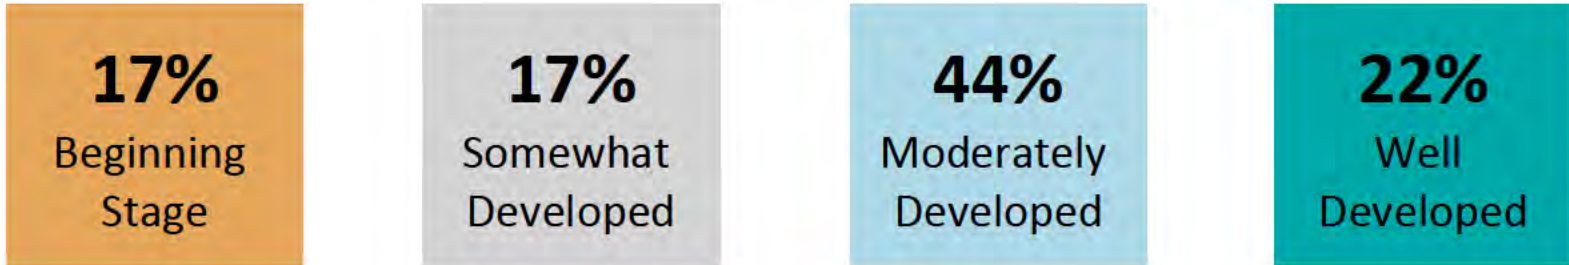 17%
Beginning
Stage
17%
Somewhat
Developed
44%
Moderately
Developed
22%
Well
Developed